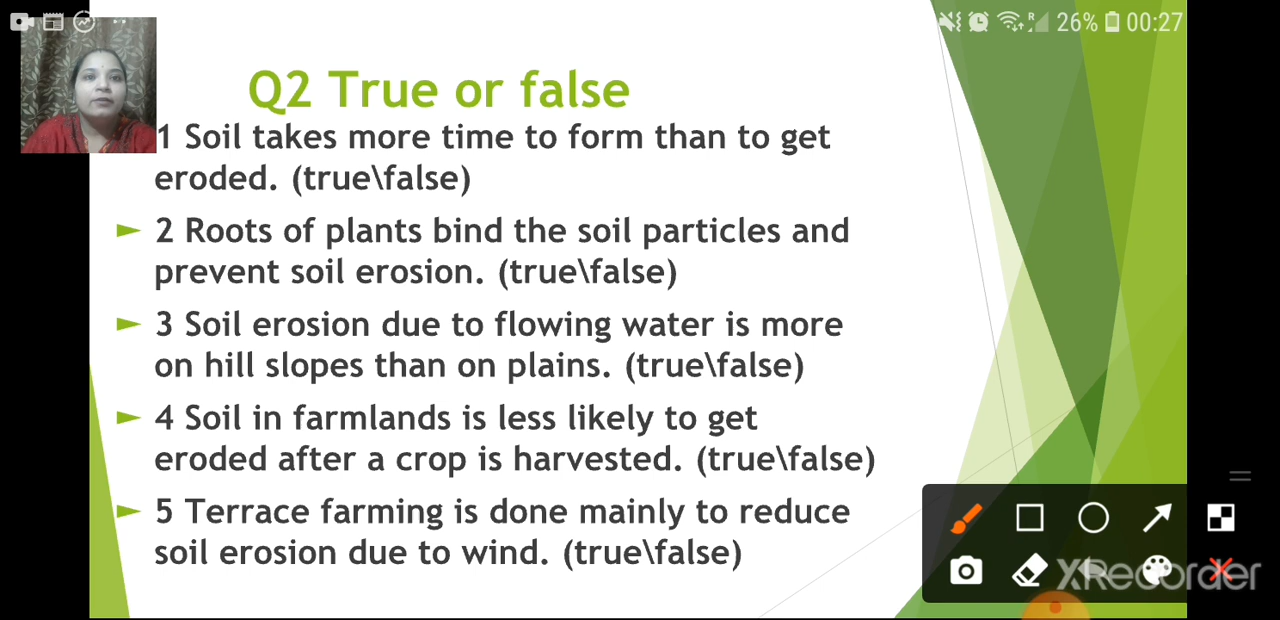 26% 00:27
Q2 True or false
1 Soil takes more time to form than to get
eroded. (true\false)
► 2 Roots of plants bind the soil particles and
prevent soil erosion. (true\false)
► 3 Soil erosion due to flowing water is more
on hill slopes than on plains. (true\false)
► 4 Soil in farmlands is less likely to get
eroded after a crop is harvested. (true\false)
► 5 Terrace farming is done mainly to reduce
soil erosion due to wind. (true\false)
XRecorder